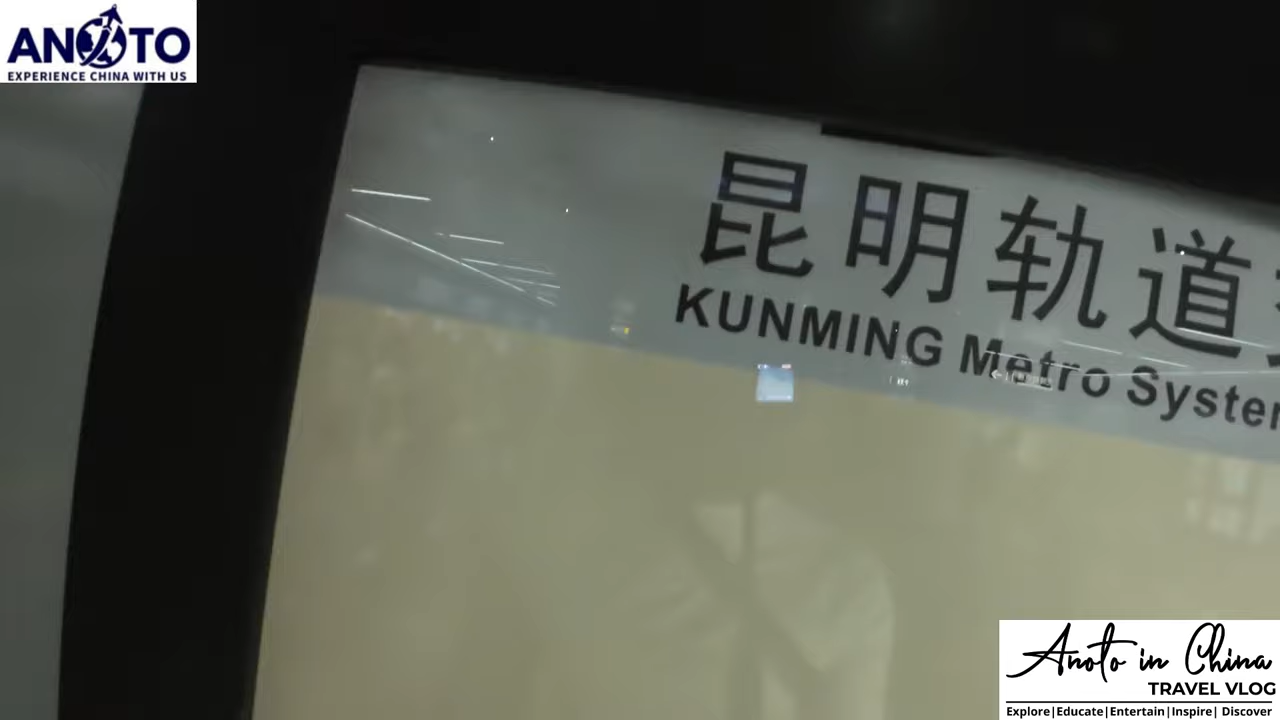 ANOTO
EXPERIENCE CHINA WITH US
昆明轨道
KUNMING Metro System
Anoto in China
TRAVEL VLOG
Explore|Educate|Entertain|Inspire| Discover